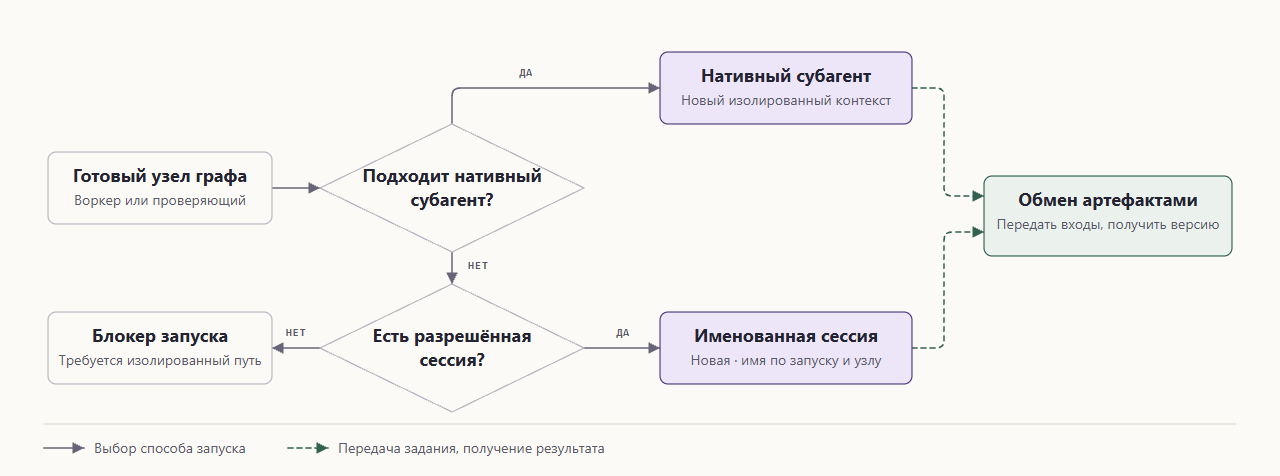 ДА
Нативный субагент
Новый изолированный контекст
Готовый узел графа
Воркер или проверяющий
Подходит нативный
субагент?
Обмен артефактами
Передать входы, получить версию
НЕТ
Блокер запуска
Требуется изолированный путь
НЕТ
Есть разрешённая
сессия?
ДА
Именованная сессия
Новая · имя по запуску и узлу
Выбор способа запуска
Передача задания, получение результата